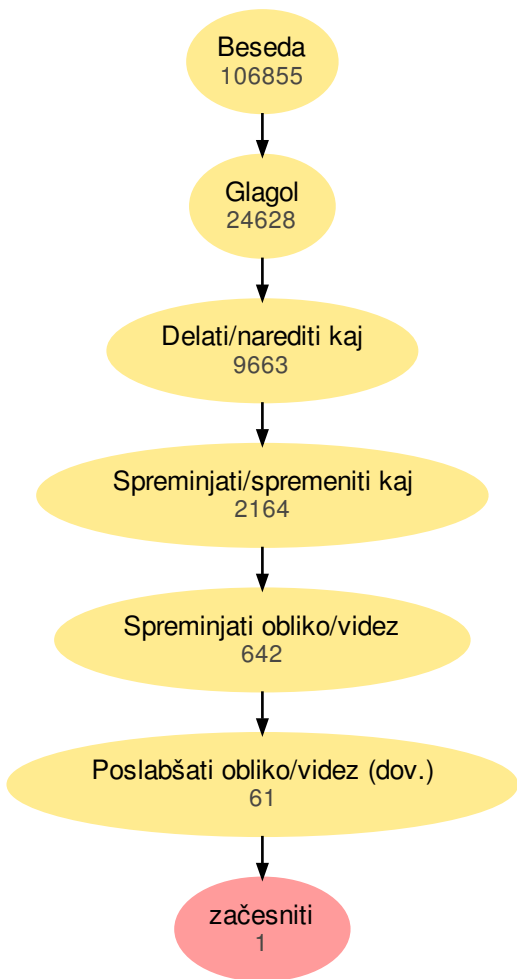 Beseda
106855
Glagol
24628
Delati/narediti kaj
9663
Spreminjati/spremeniti kaj
2164
Spreminjati obliko/videz
642
Poslabšati obliko/videz (dov.)
61
začesniti
1